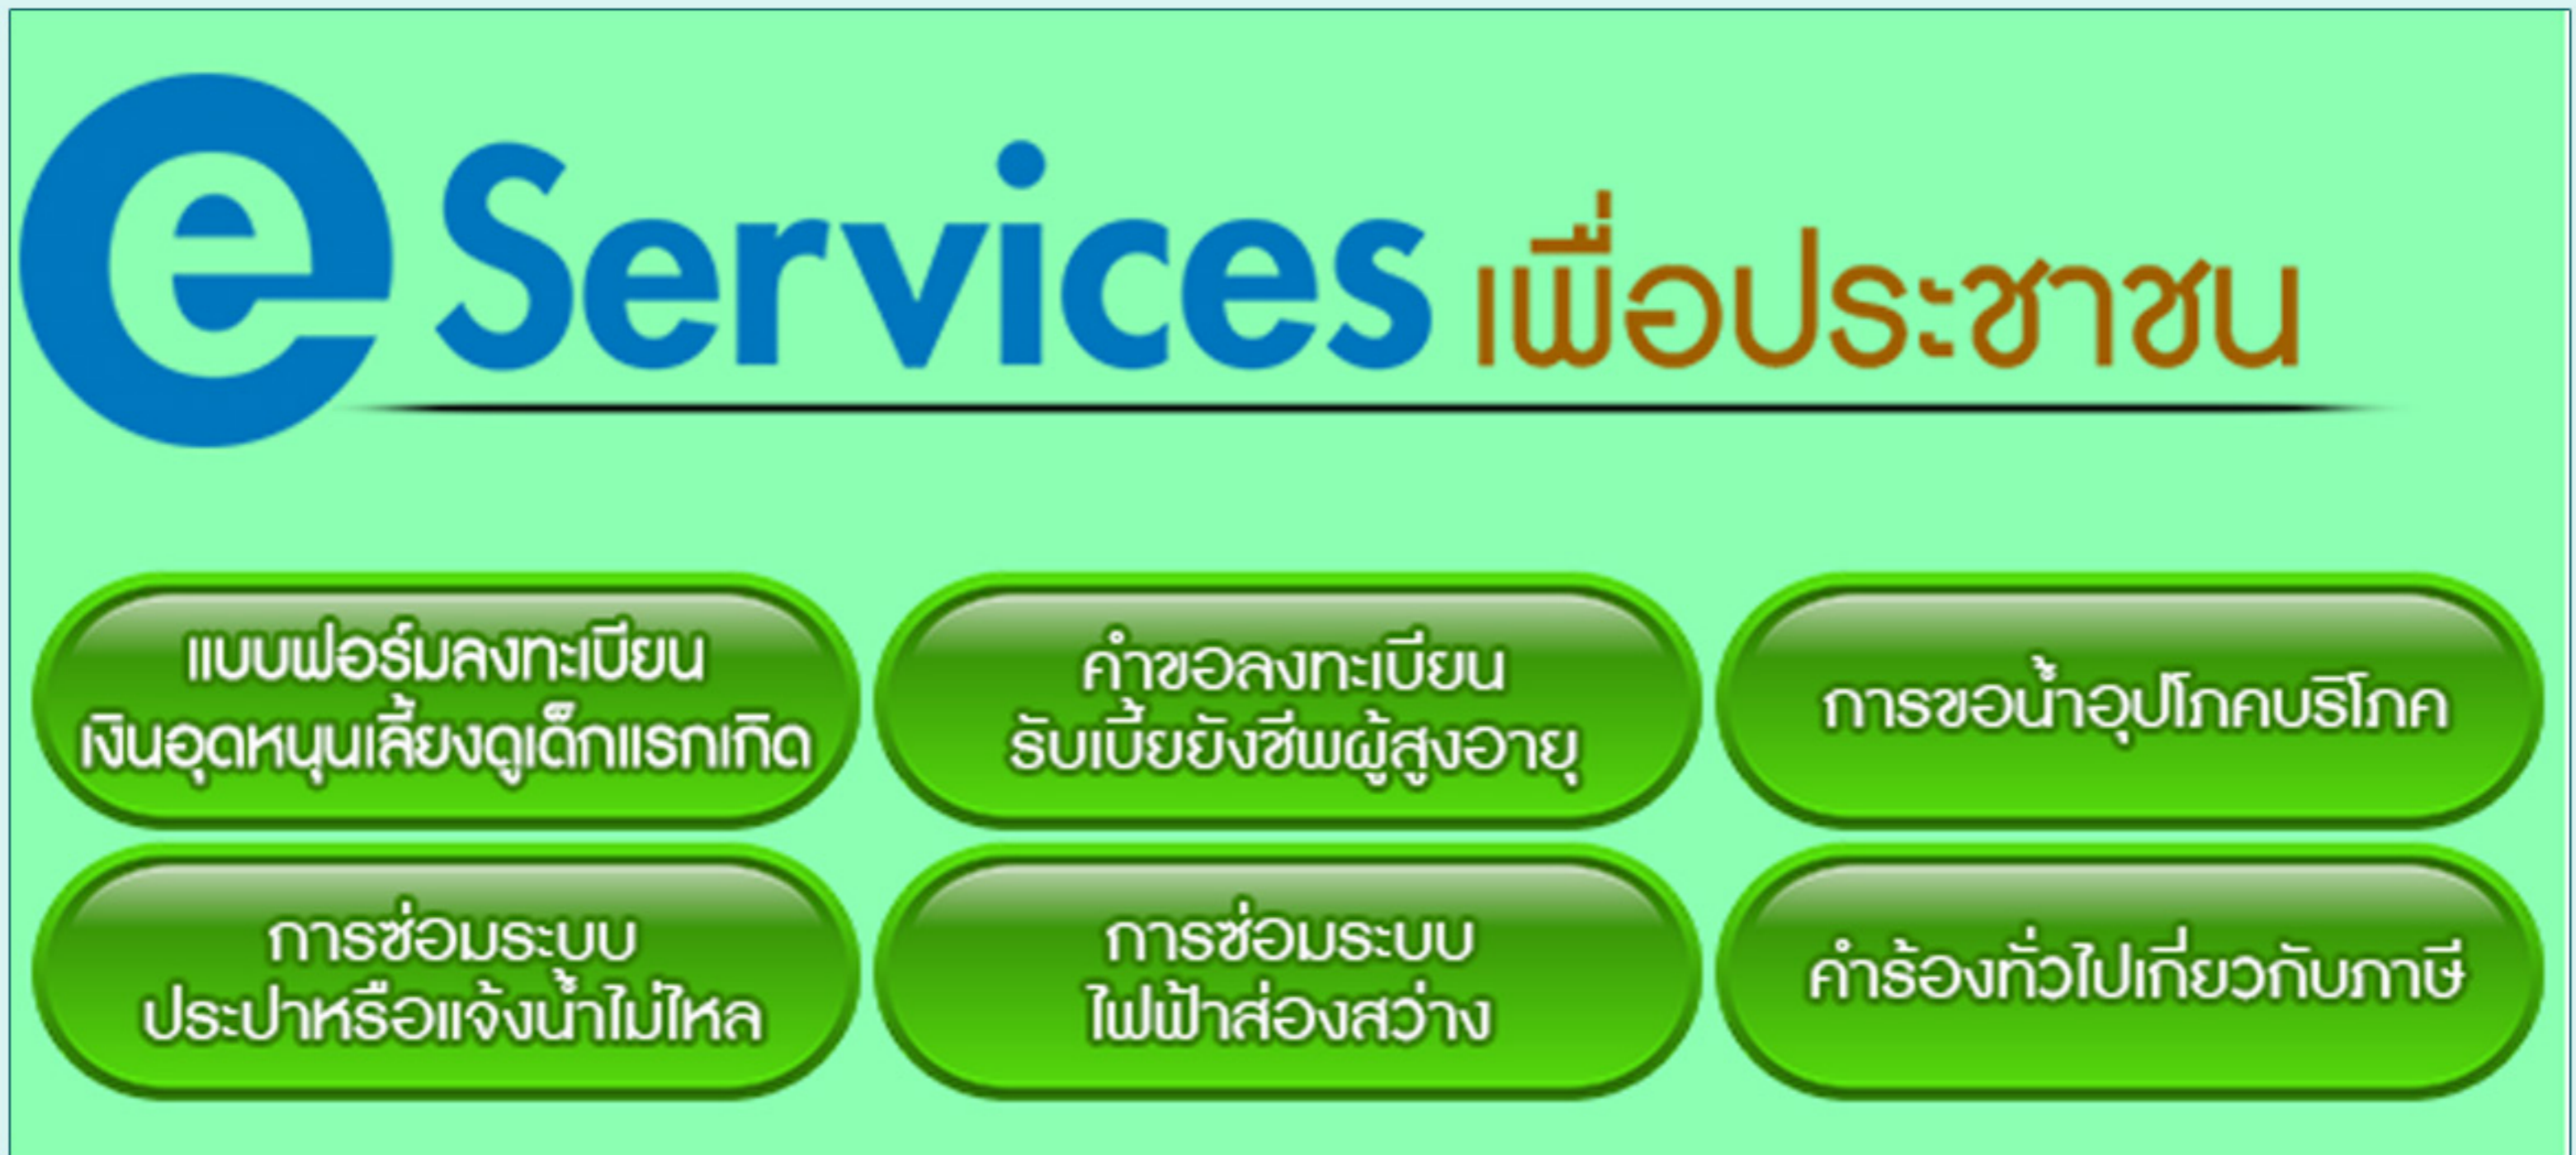 e Services เพื่อประชาชน
แบบฟอร์มลงทะเบียน
เงินอุดหนุนเลี้ยงดูเด็กแรกเกิด
คำขอลงทะเบียน
รับเบี้ยยังชีพผู้สูงอายุ
การขอน้ำอุปโภคบริโภค
การซ่อมระบบ
ประปาหรือแจ้งน้ำไม่ไหล
การซ่อมระบบ
ไฟฟ้าส่องสว่าง
คำร้องทั่วไปเกี่ยวกับภาษี